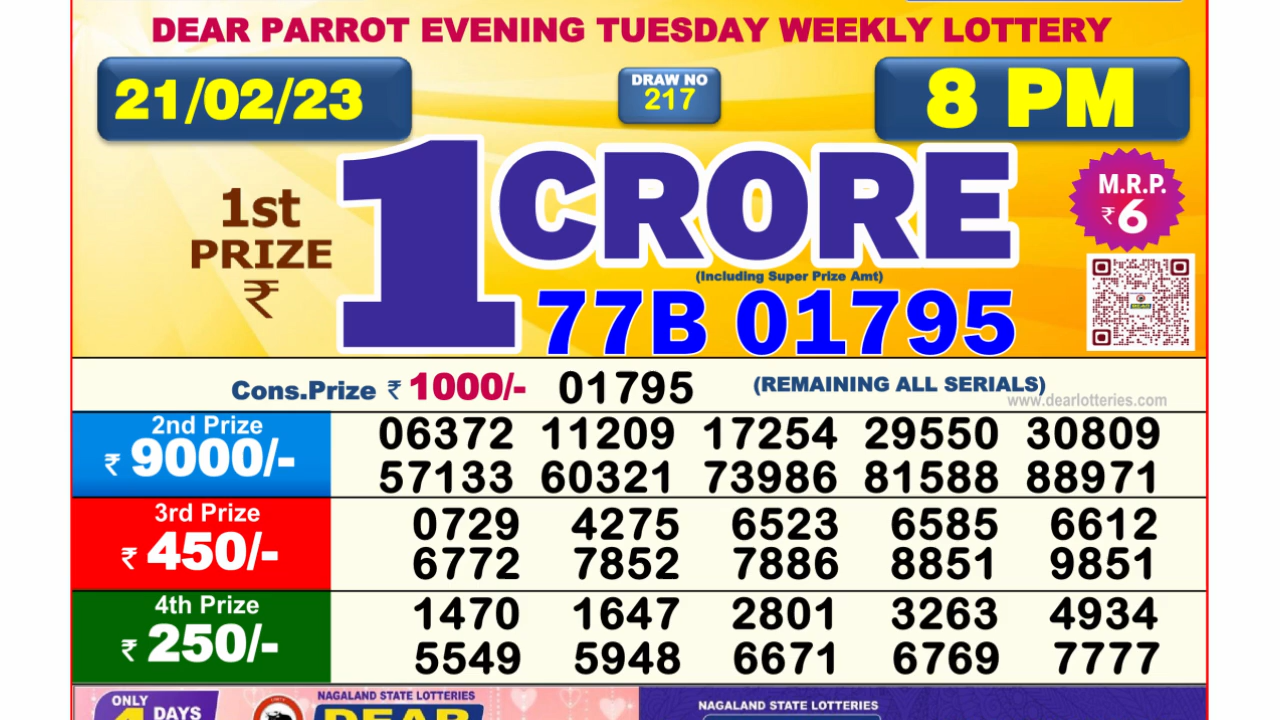 DEAR PARROT EVENING TUESDAY WEEKLY LOTTERY
21/02/23
DRAW NO
217
8 PM
1st
PRIZE
₹
1 CRORE
(Including Super Prize Amt)
77B 01795
M.R.P.
₹ 6
Cons.Prize ₹ 1000/- 01795 (REMAINING ALL SERIALS)
www.dearlotteries.com
2nd Prize
₹ 9000/-
06372 11209 17254 29550 30809
57133 60321 73986 81588 88971
3rd Prize
₹ 450/-
0729 4275 6523 6585 6612
6772 7852 7886 8851 9851
4th Prize
₹ 250/-
1470 1647 2801 3263 4934
5549 5948 6671 6769 7777
ONLY
DAYS
NAGALAND STATE LOTTERIES
DEAR
NAGALAND STATE LOTTERIES